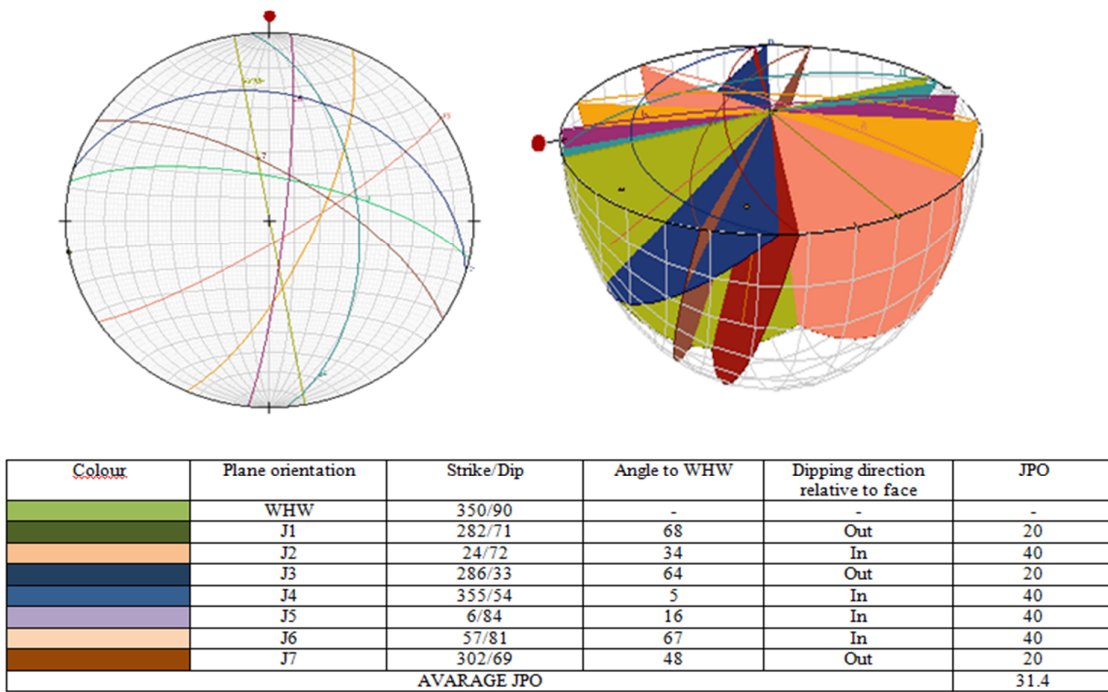 Colour Plane orientation Strike/Dip Angle to WHW Dipping direction relative to face JPO
WHW 350/90 - - -
J1 282/71 68 Out 20
J2 24/72 34 In 40
J3 286/33 64 Out 20
J4 355/54 5 In 40
J5 6/84 16 In 40
J6 57/81 67 In 40
J7 302/69 48 Out 20
AVARAGE JPO 31.4